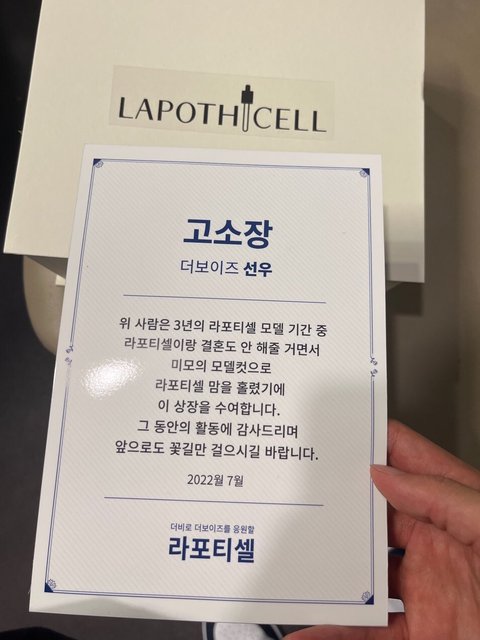 LAPOTHICELL
고소장
더보이즈 선우
위 사람은 3년의 라포티셀 모델 기간 중
라포티셀이랑 결혼도 안 해줄 거면서
미모의 모델컷으로
라포티셀 맘을 홀렸기에
이 상장을 수여합니다.
그 동안의 활동에 감사드리며
앞으로도 꽃길만 걸으시길 바랍니다.
2022월 7월
더비로 더보이즈를 응원할
라포티셀